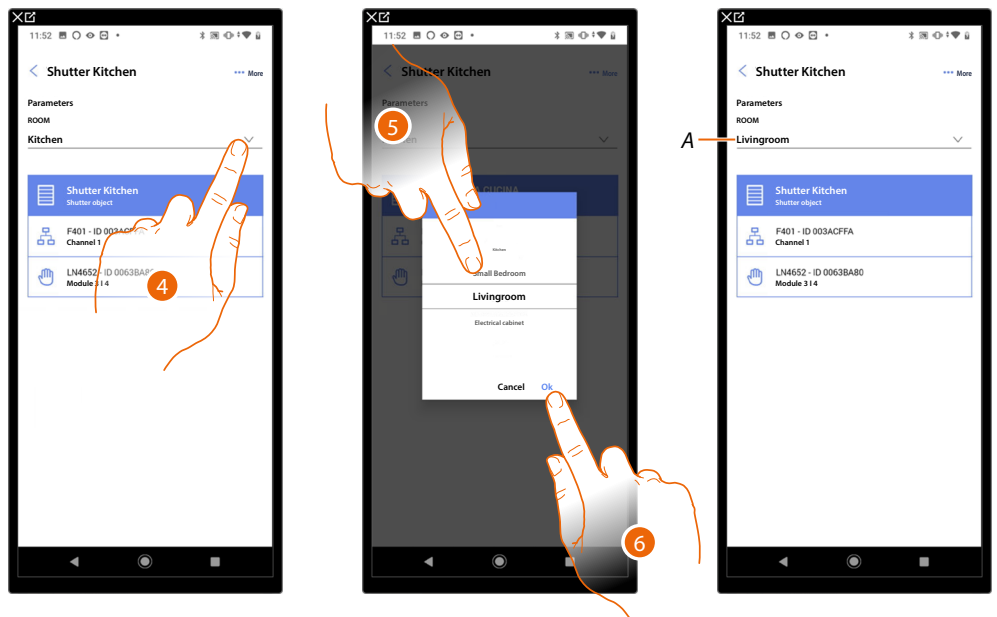 11:52
Shutter Kitchen
More
Parameters
ROOM
Kitchen
Shutter Kitchen
Shutter object
F401 - ID 003ACFFA
Channel 1
LN4652 - ID 0063BA80
Module 3 I 4
4
11:52
Shutter Kitchen
More
Parameters
5
CUCINA
Kitchen
Small Bedroom
Livingroom
Electrical cabinet
Cancel
Ok
6
11:52
Shutter Kitchen
More
Parameters
ROOM
A
Livingroom
Shutter Kitchen
Shutter object
F401 - ID 003ACFFA
Channel 1
LN4652 - ID 0063BA80
Module 3 I 4